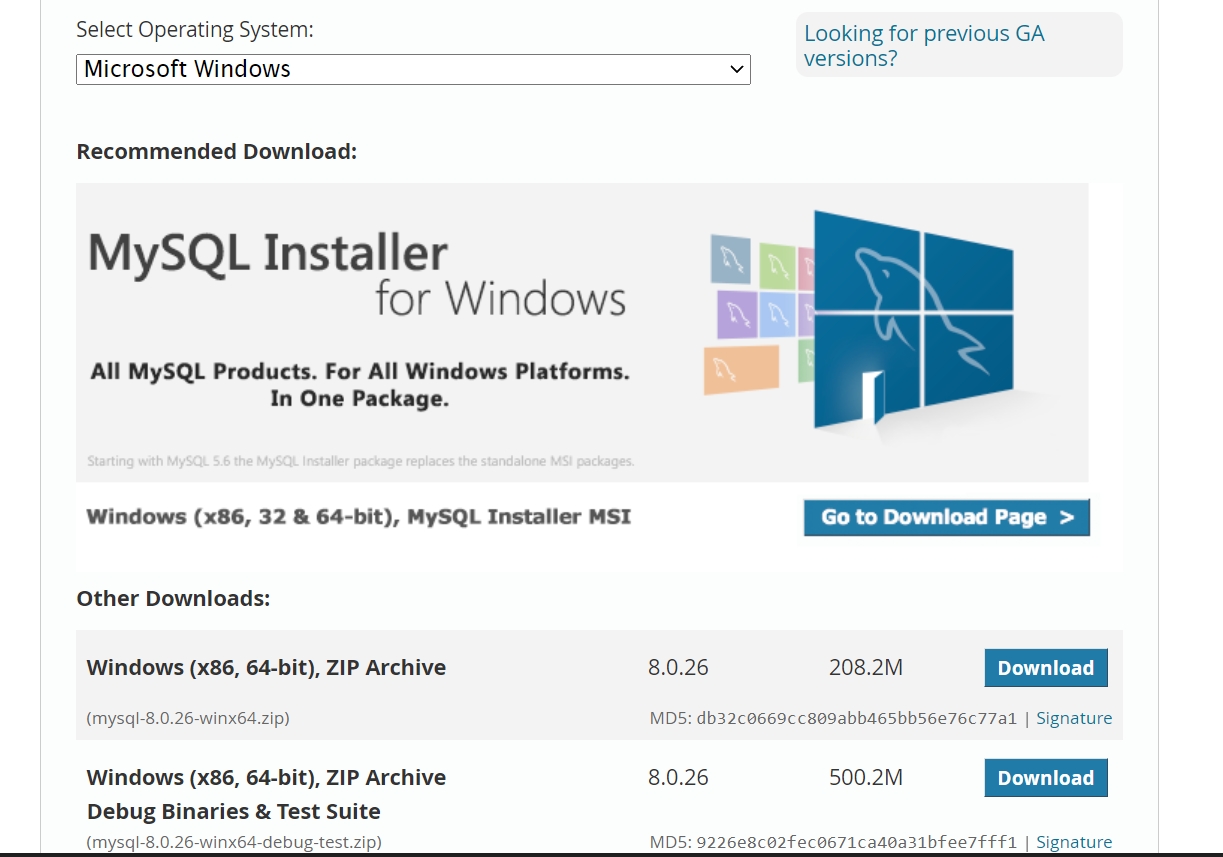 Select Operating System:
Looking for previous GA
versions?
Microsoft Windows
Recommended Download:
MySQL Installer
for Windows
All MySQL Products. For All Windows Platforms.
In One Package.
Starting with MySQL 5.6 the MySQL Installer package replaces the standalone MSI packages.
Windows (x86, 32 & 64-bit), MySQL Installer MSI
Go to Download Page >
Other Downloads:
Windows (x86, 64-bit), ZIP Archive 8.0.26 208.2M Download
(mysql-8.0.26-winx64.zip) MD5: db32c0669cc809abb465bb56e76c77a1 | Signature
Windows (x86, 64-bit), ZIP Archive 8.0.26 500.2M Download
Debug Binaries & Test Suite
(mysql-8.0.26-winx64-debug-test.zip) MD5: 9226e8c02fec0671ca40a31bfee7fff1 | Signature